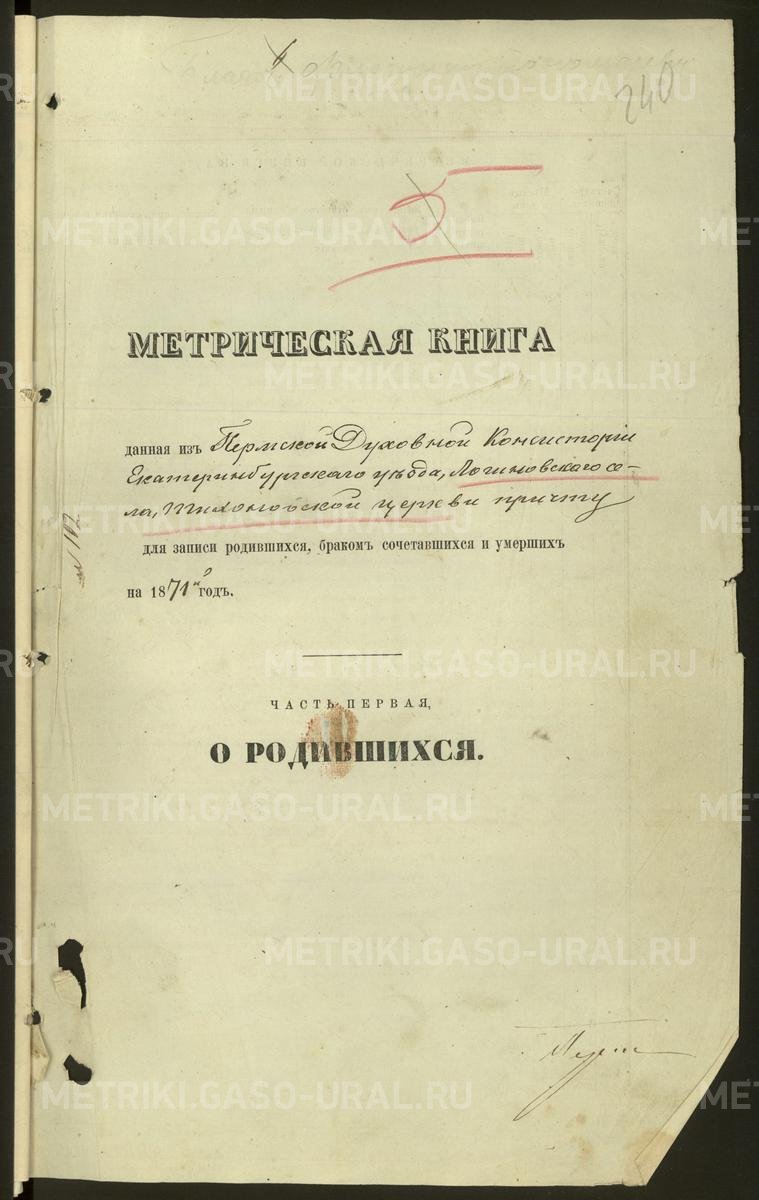 240
5
МЕТРИЧЕСКАЯ КНИГА
данная изъ Пермской Духовной Консисторіи
Екатеринбургскаго уѣзда, Логиновскаго се-
ла, Тихоновской церкви причту
для записи родившихся, бракомъ сочетавшихся и умершихъ
на 1871й годъ.
ЧАСТЬ ПЕРВАЯ,
О РОДИВШИХСЯ.
METRIKI.GASO-URAL.RU